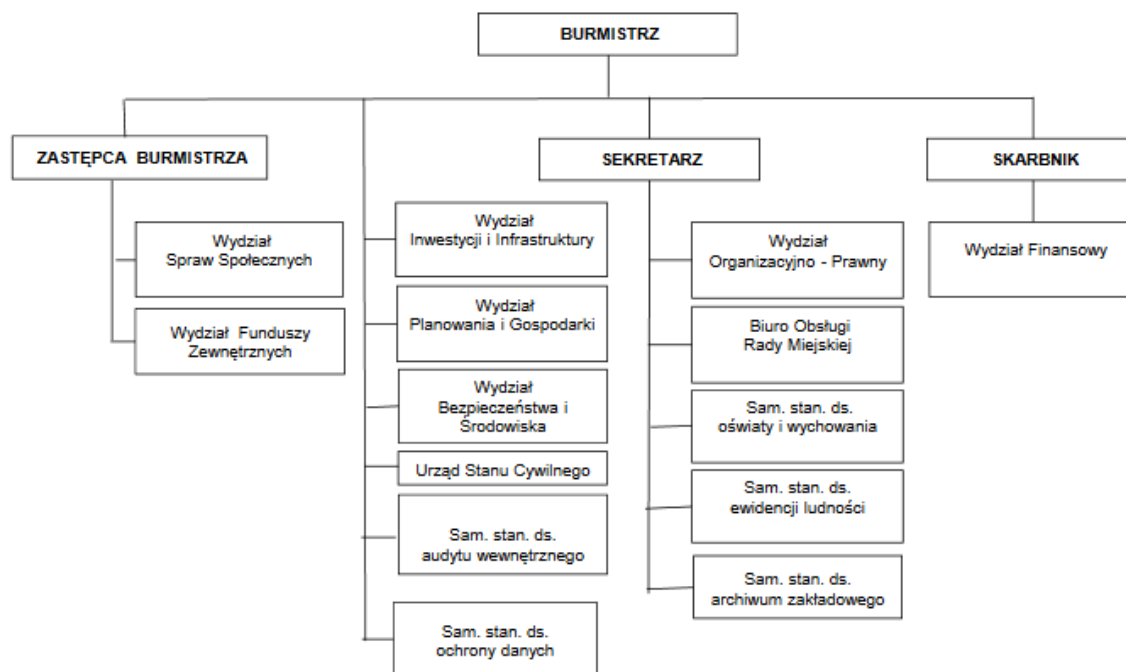 BURMISTRZ
ZASTĘPCA BURMISTRZA
SEKRETARZ
SKARBNIK
Wydział
Spraw Społecznych
Wydział Funduszy
Zewnętrznych
Wydział
Inwestycji i Infrastruktury
Wydział
Planowania i Gospodarki
Wydział
Bezpieczeństwa i
Środowiska
Urząd Stanu Cywilnego
Sam. stan. ds.
audytu wewnętrznego
Sam. stan. ds.
ochrony danych
Wydział
Organizacyjno - Prawny
Biuro Obsługi
Rady Miejskiej
Sam. stan. ds.
oświaty i wychowania
Sam. stan. ds.
ewidencji ludności
Sam. stan. ds.
archiwum zakładowego
Wydział Finansowy